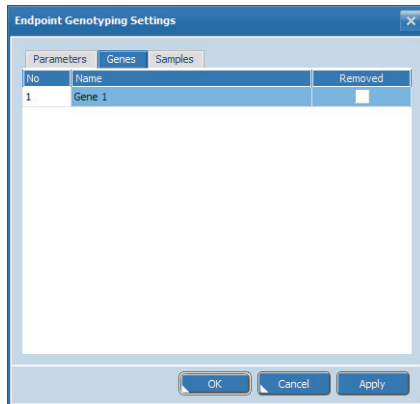 Endpoint Genotyping Settings
Parameters Genes Samples
No Name Removed
1 Gene 1
OK Cancel Apply